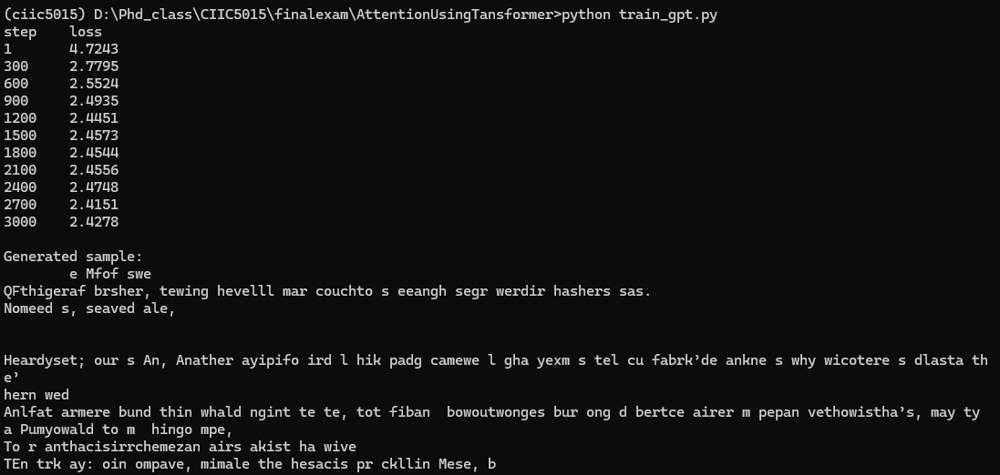 (ciic5015) D:\Phd_class\CIIC5015\finalexam\AttentionUsingTansformer>python train_gpt.py
step    loss
1       4.7243
300     2.7795
600     2.5524
900     2.4935
1200    2.4451
1500    2.4573
1800    2.4544
2100    2.4556
2400    2.4748
2700    2.4151
3000    2.4278
Generated sample:
        e Mfof swe
QFthigeraf brsher, tewing hevelll mar couchto s eeangh segr werdir hashers sas.
Nomeed s, seaved ale,
Heardyset; our s An, Anather ayipifo ird l hik padg camewe l gha yexm s tel cu fabrk’de ankne s why wicotere s dlasta th
e’
hern wed
Anlfat armere bund thin whald ngint te te, tot fiban  bowoutwonges bur ong d bertce airer m pepan vethowistha’s, may ty
a Pumyowald to m  hingo mpe,
To r anthacisirrchemezan airs akist ha wive
TEn trk ay: oin ompave, mimale the hesacis pr ckllin Mese, b